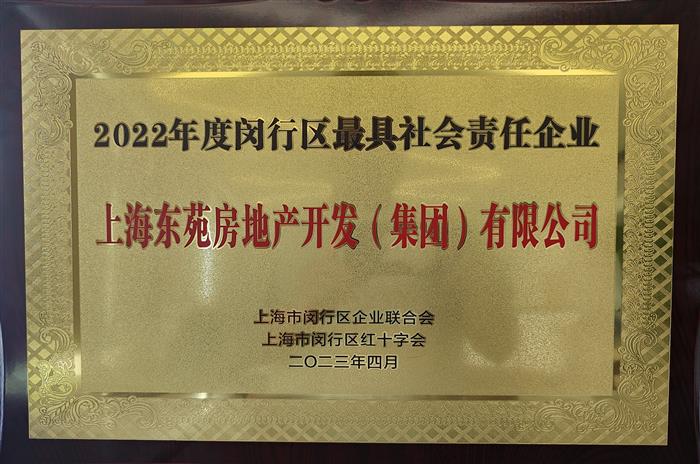 2022年度闵行区最具社会责任企业
上海东苑房地产开发（集团）有限公司
上海市闵行区企业联合会
上海市闵行区红十字会
二〇二三年四月